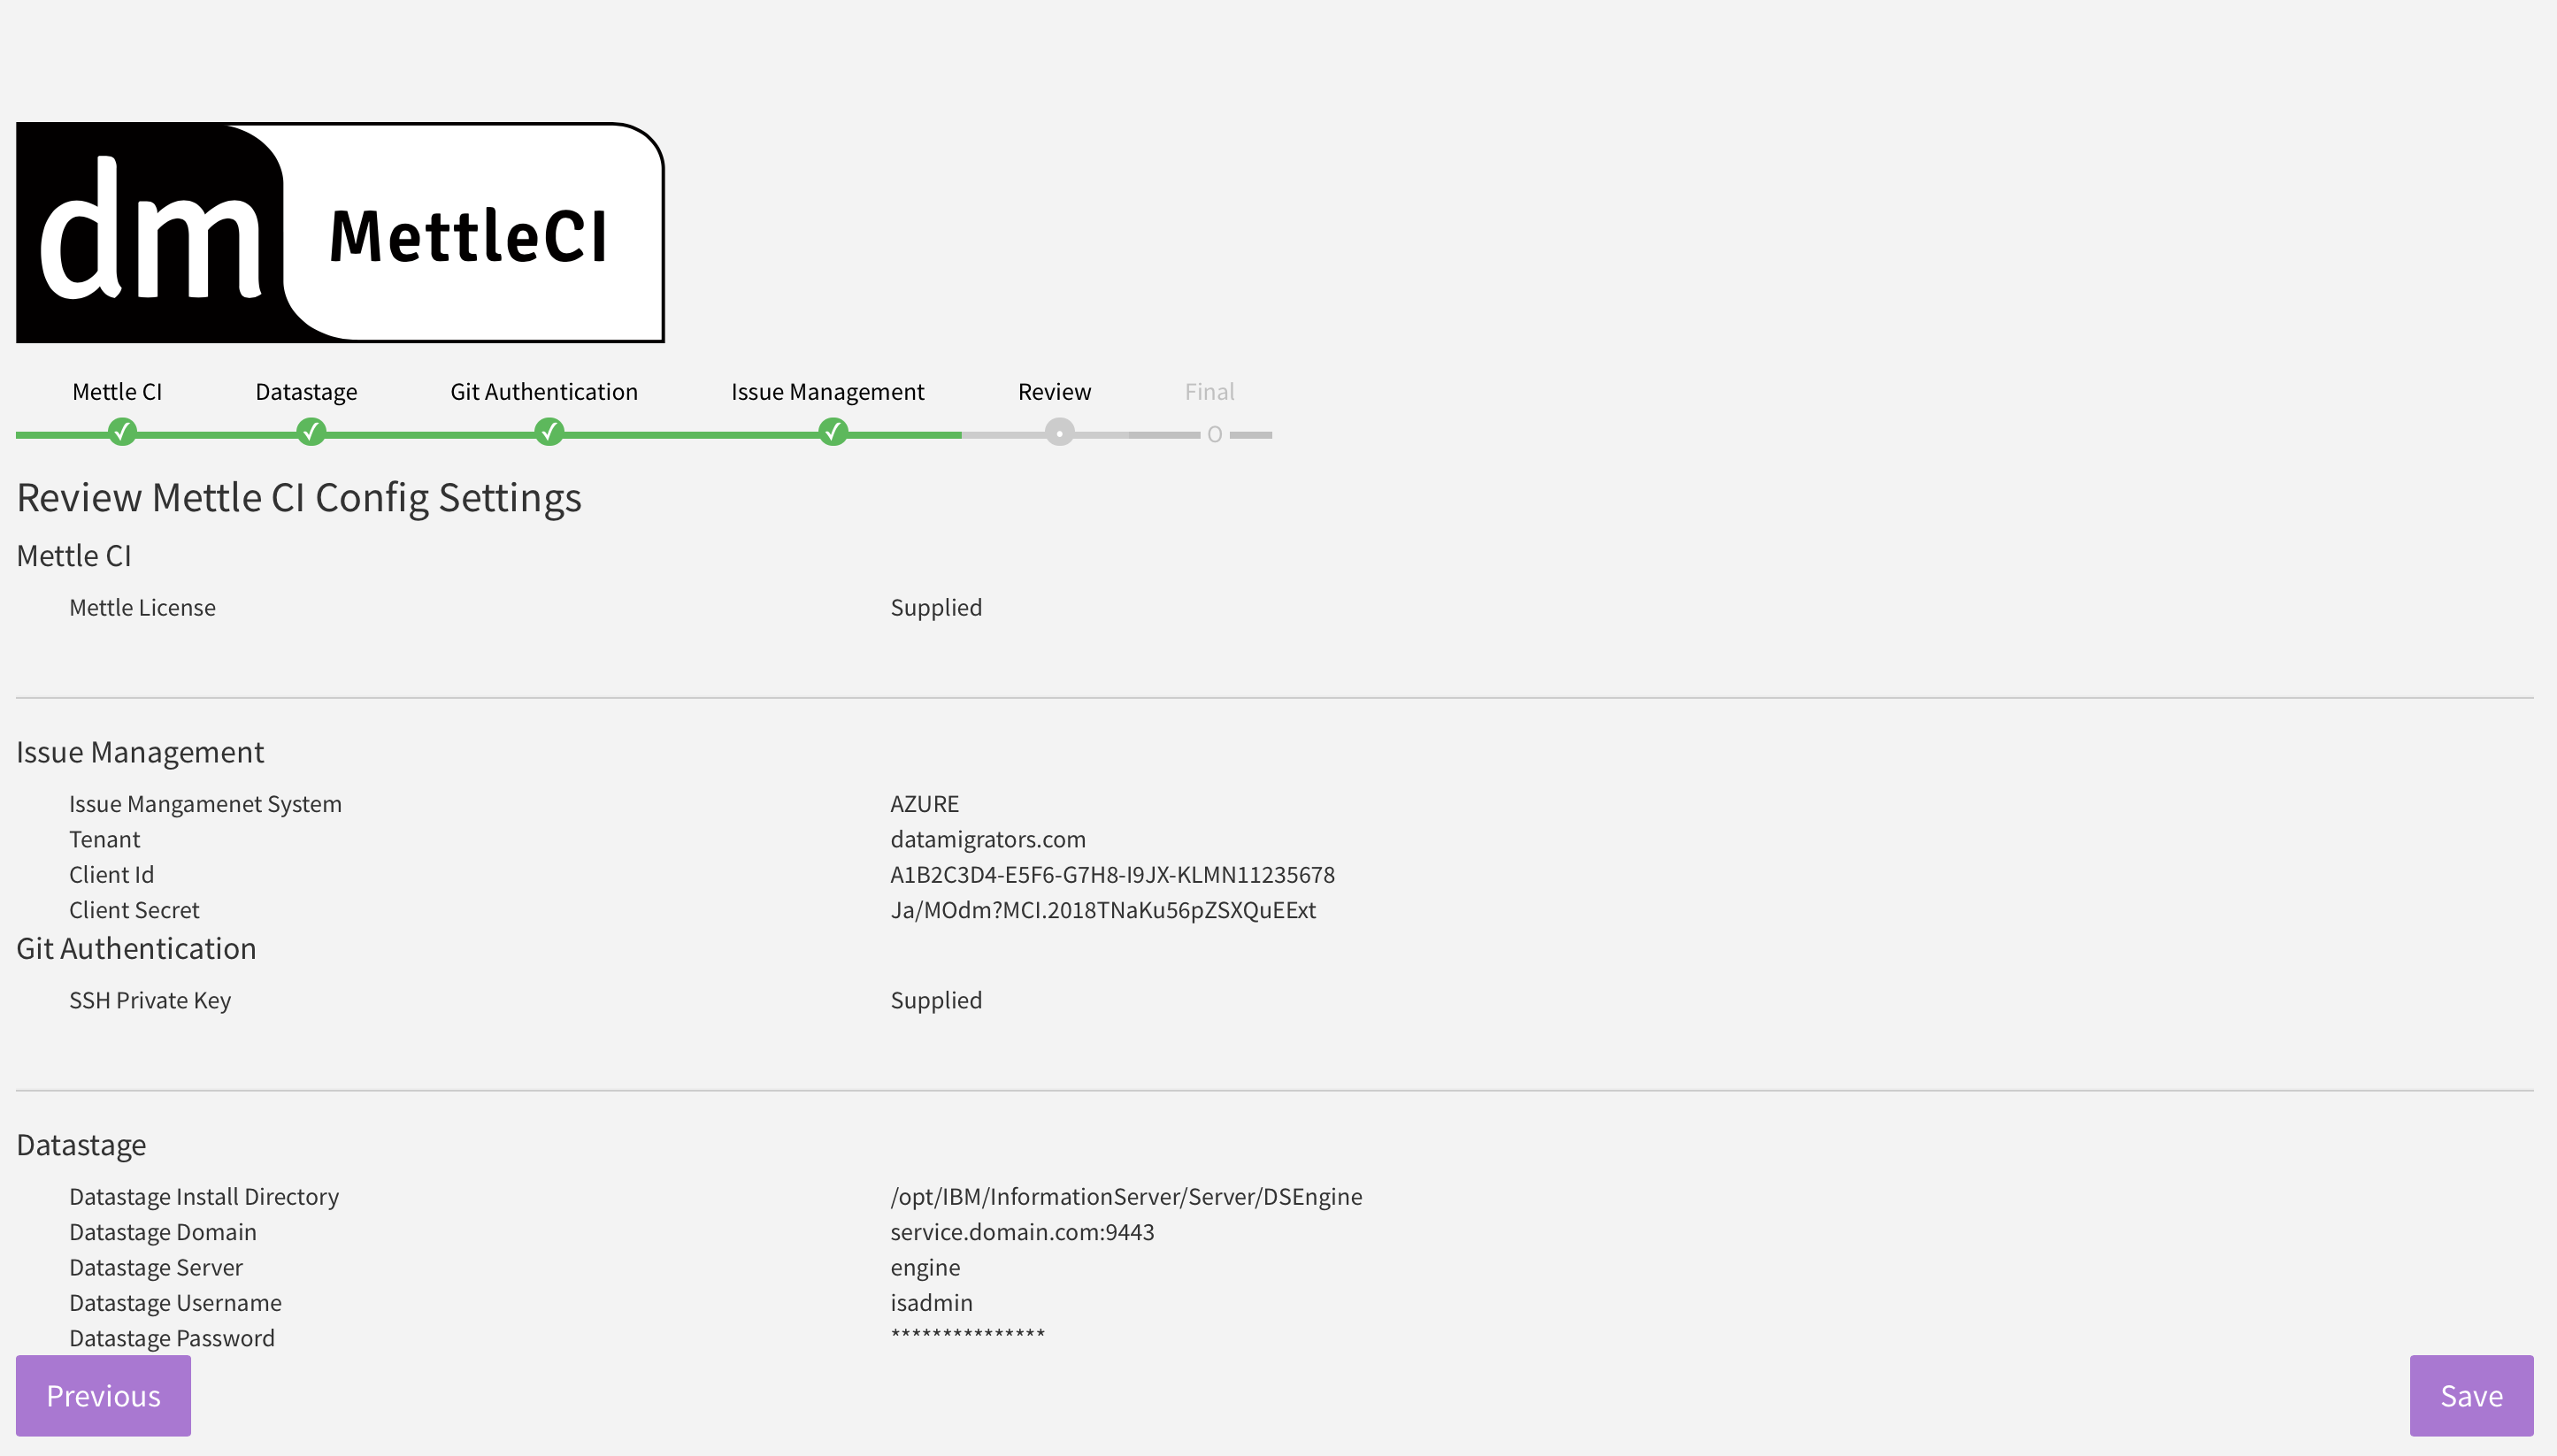 dm MettleCI
Mettle CI Datastage Git Authentication Issue Management Review Final
Review Mettle CI Config Settings
Mettle CI
Mettle License Supplied
Issue Management
Issue Mangamenet System AZURE
Tenant datamigrators.com
Client Id A1B2C3D4-E5F6-G7H8-I9JX-KLMN11235678
Client Secret Ja/MOdm?MCI.2018TNaKu56pZSXQuEExt
Git Authentication
SSH Private Key Supplied
Datastage
Datastage Install Directory /opt/IBM/InformationServer/Server/DSEngine
Datastage Domain service.domain.com:9443
Datastage Server engine
Datastage Username isadmin
Datastage Password ***************
Previous Save